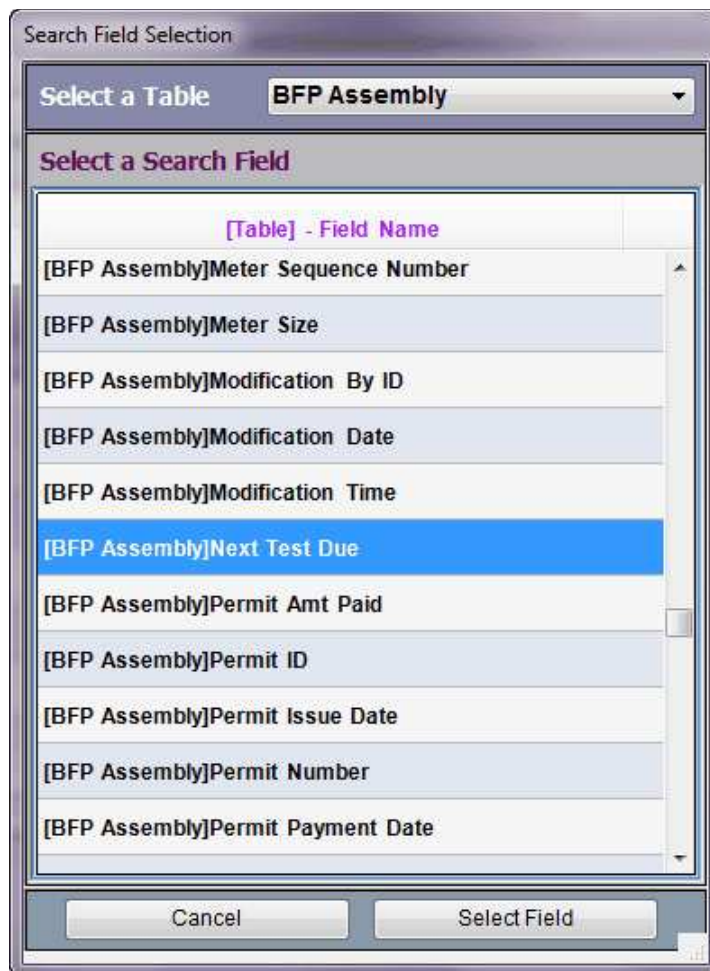 Search Field Selection
Select a Table BFP Assembly
Select a Search Field
[Table] - Field Name
[BFP Assembly]Meter Sequence Number
[BFP Assembly]Meter Size
[BFP Assembly]Modification By ID
[BFP Assembly]Modification Date
[BFP Assembly]Modification Time
[BFP Assembly]Next Test Due
[BFP Assembly]Permit Amt Paid
[BFP Assembly]Permit ID
[BFP Assembly]Permit Issue Date
[BFP Assembly]Permit Number
[BFP Assembly]Permit Payment Date
Cancel Select Field